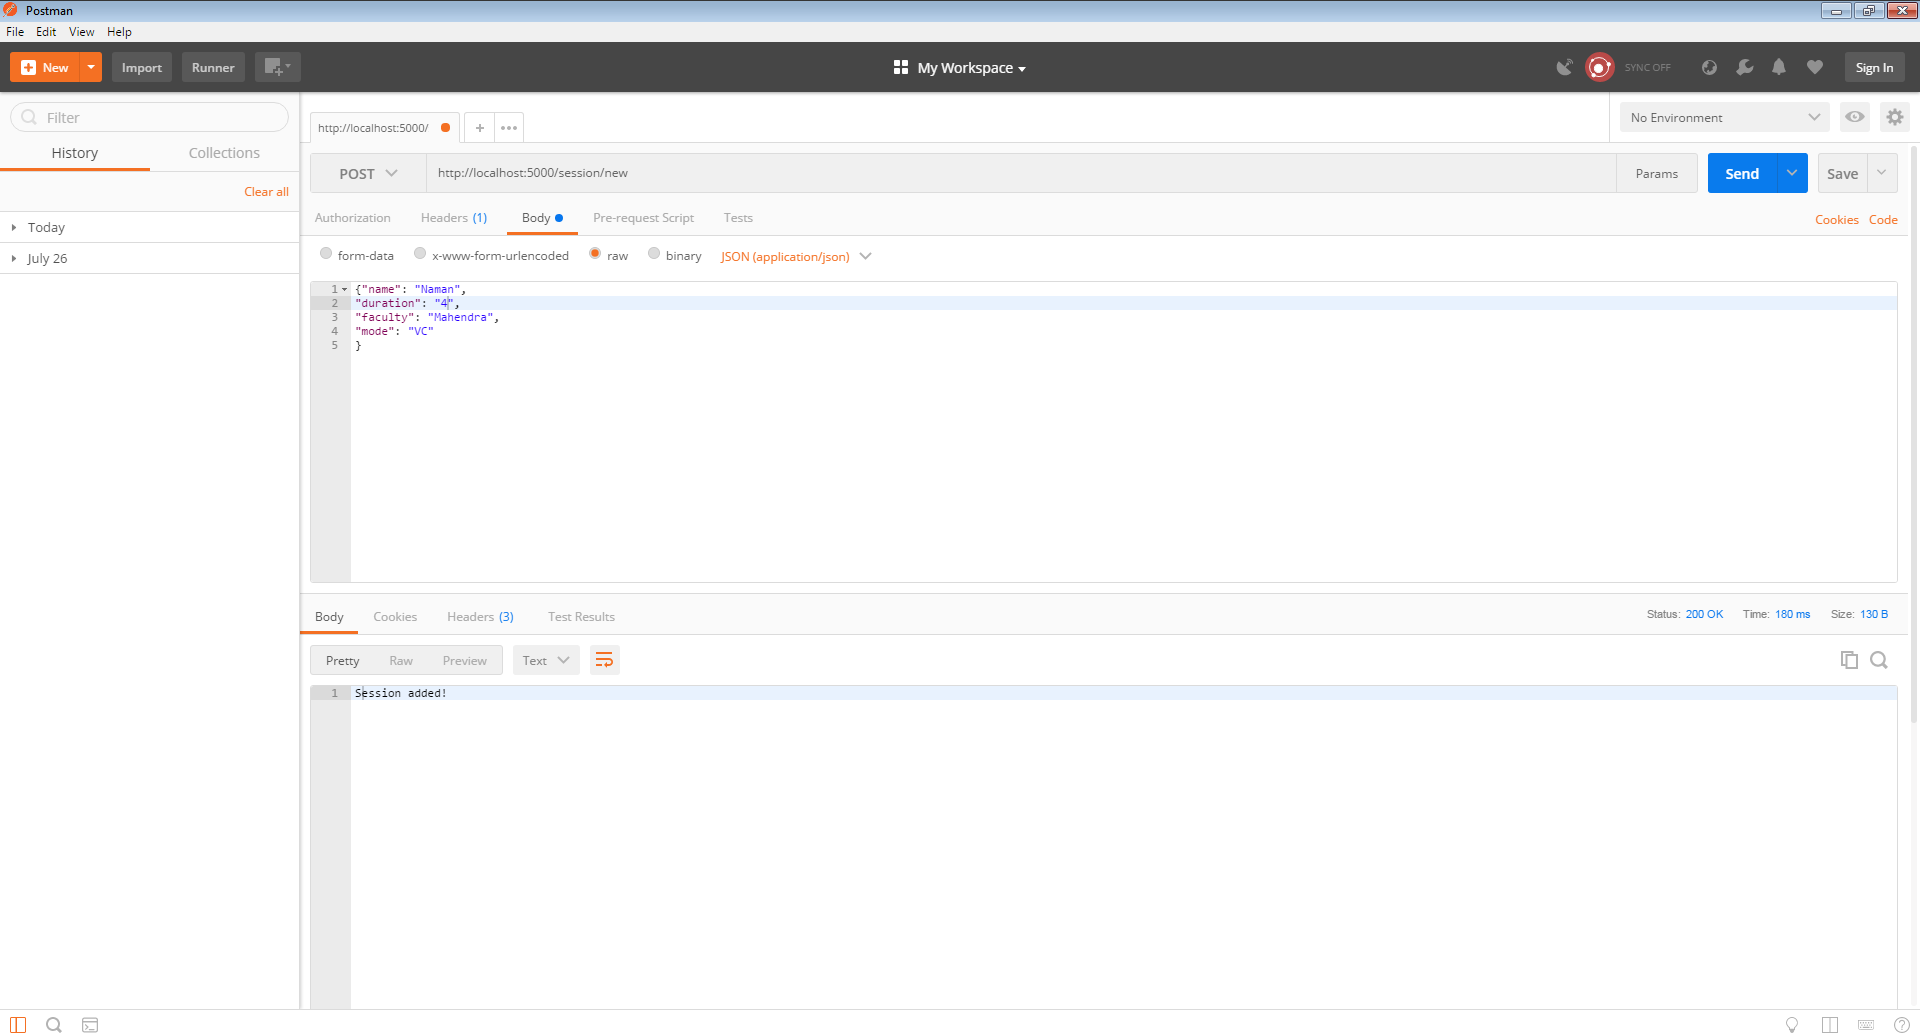 Postman
File Edit View Help
New Import Runner My Workspace SYNC OFF Sign In
Filter
History Collections
Clear all
Today
July 26
http://localhost:5000/ + ••• No Environment
POST http://localhost:5000/session/new Params Send Save
Authorization Headers (1) Body Pre-request Script Tests Cookies Code
form-data x-www-form-urlencoded raw binary JSON (application/json)
1 {"name": "Naman",
2 "duration": "4",
3 "faculty": "Mahendra",
4 "mode": "VC"
5 }
Body Cookies Headers (3) Test Results Status: 200 OK Time: 180 ms Size: 130 B
Pretty Raw Preview Text
1 Session added!